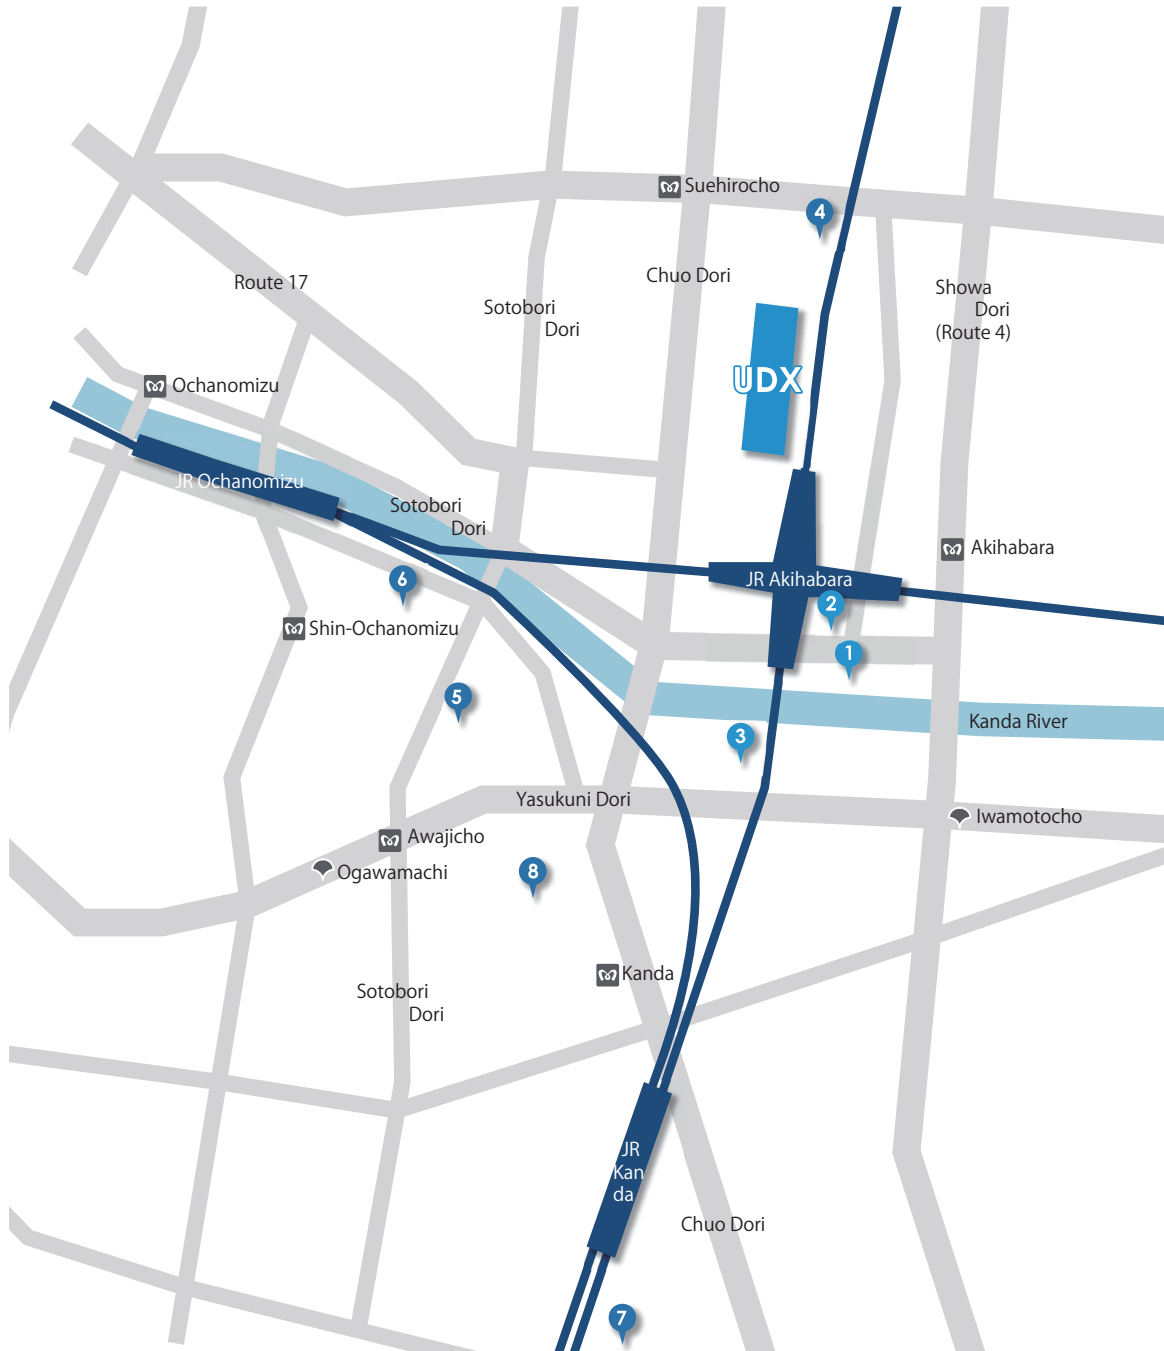 Suehirocho
4
Route 17
Chuo Dori
Showa
Dori
(Route 4)
Sotobori
Dori
Ochanomizu
UDX
JR Ochanomizu
Sotobori
Dori
Akihabara
JR Akihabara
6
2
Shin-Ochanomizu
1
5
Kanda River
3
Yasukuni Dori
Iwamotocho
Awajicho
Ogawamachi
8
Kanda
Sotobori
Dori
JR
Kan
da
Chuo Dori
7